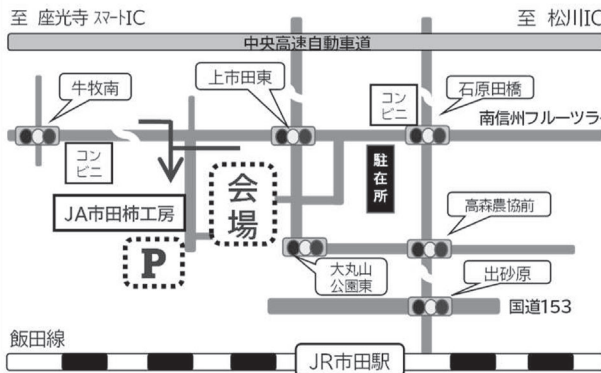 至 座光寺 スマートIC
至 松川IC
中央高速自動車道
牛牧南
上市田東
コン
ビニ
石原田橋
南信州フルーツラ
コン
ビニ
駐在所
会
場
JA市田柿工房
高森農協前
P
大丸山
公園東
出砂原
国道153
飯田線
JR市田駅